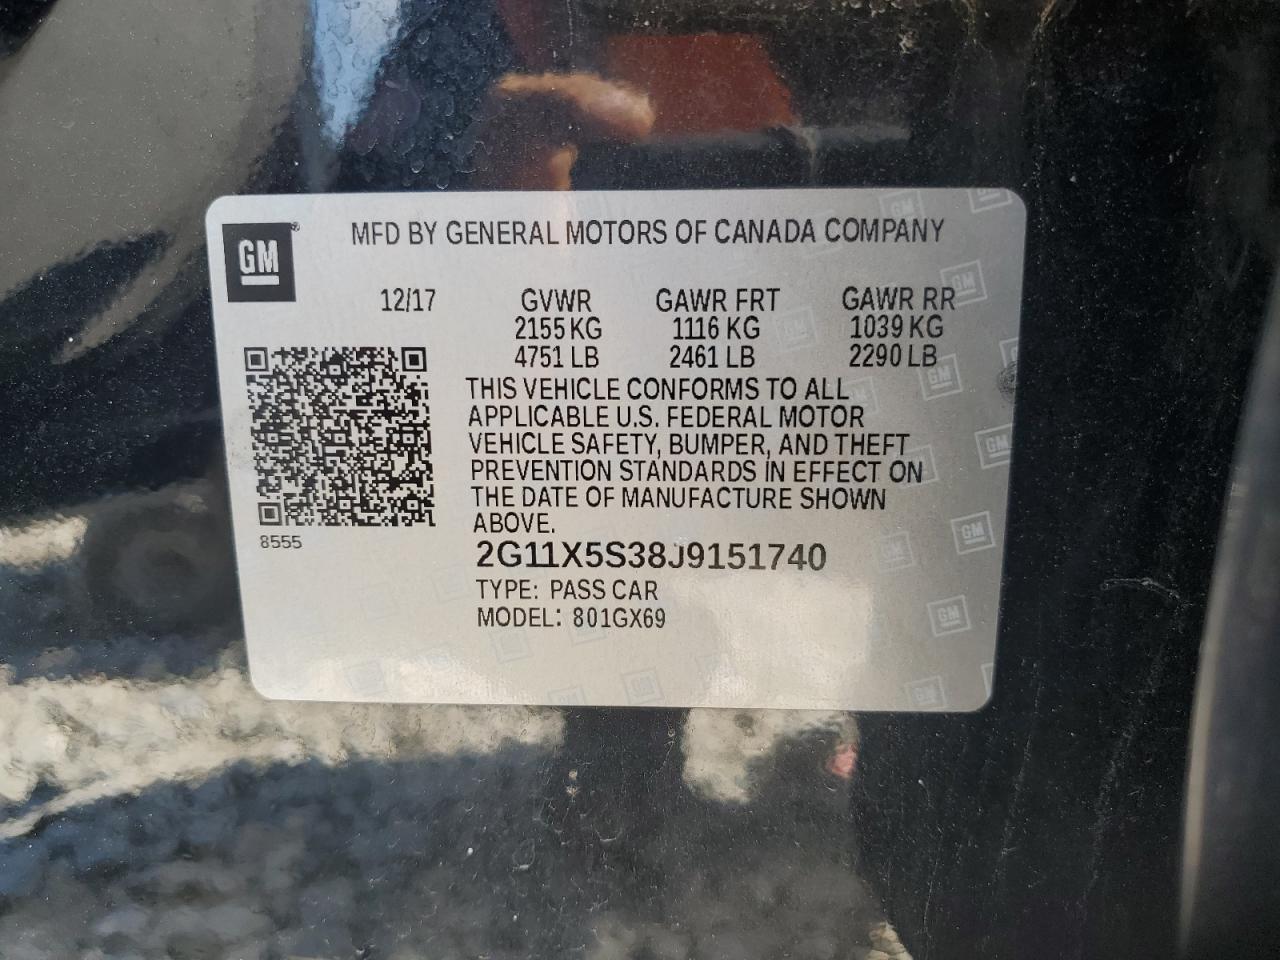 GM
MFD BY GENERAL MOTORS OF CANADA COMPANY
12/17 GVWR GAWR FRT GAWR RR
2155 KG 1116 KG 1039 KG
4751 LB 2461 LB 2290 LB
THIS VEHICLE CONFORMS TO ALL
APPLICABLE U.S. FEDERAL MOTOR
VEHICLE SAFETY, BUMPER, AND THEFT
PREVENTION STANDARDS IN EFFECT ON
THE DATE OF MANUFACTURE SHOWN
ABOVE.
8555
2G11X5S38J9151740
TYPE: PASS CAR
MODEL: 801GX69